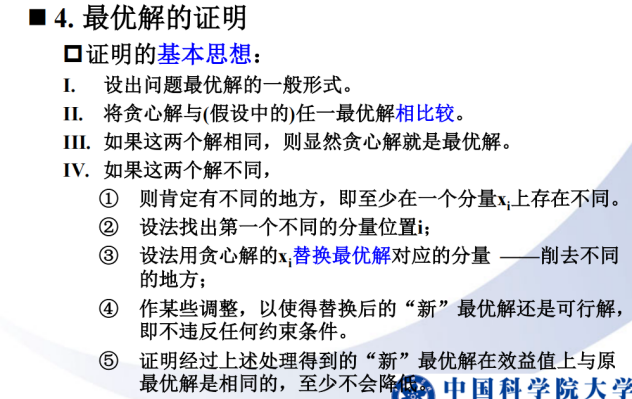 ■ 4. 最优解的证明
证明的基本思想：
I. 设出问题最优解的一般形式。
II. 将贪心解与(假设中的)任一最优解相比较。
III. 如果这两个解相同，则显然贪心解就是最优解。
IV. 如果这两个解不同，
① 则肯定有不同的地方，即至少在一个分量xi上存在不同。
② 设法找出第一个不同的分量位置i;
③ 设法用贪心解的xi替换最优解对应的分量 ——削去不同
的地方；
④ 作某些调整，以使得替换后的“新”最优解还是可行解，
即不违反任何约束条件。
⑤ 证明经过上述处理得到的“新”最优解在效益值上与原
最优解是相同的，至少不会降低。
中国科学院大学